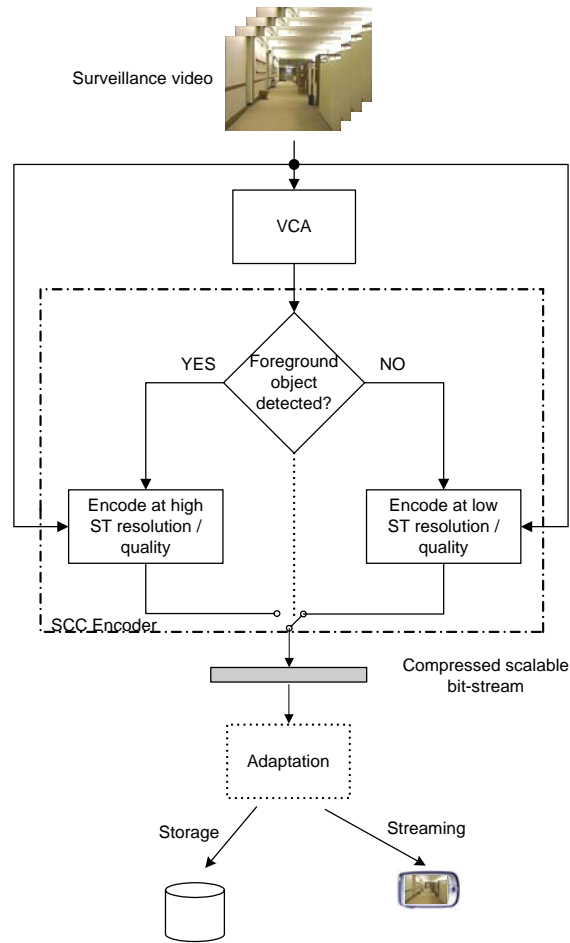 Surveillance video
VCA
YES
Foreground
object
detected?
NO
Encode at high
ST resolution /
quality
Encode at low
ST resolution /
quality
SCC Encoder
Compressed scalable
bit-stream
Adaptation
Storage
Streaming